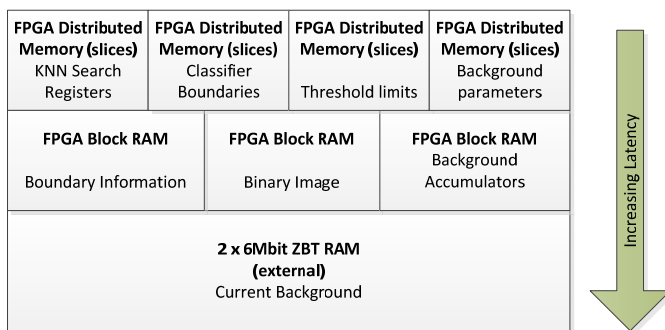 FPGA Distributed
Memory (slices)
KNN Search
Registers
FPGA Distributed
Memory (slices)
Classifier
Boundaries
FPGA Distributed
Memory (slices)
Threshold limits
FPGA Distributed
Memory (slices)
Background
parameters
FPGA Block RAM
Boundary Information
FPGA Block RAM
Binary Image
FPGA Block RAM
Background
Accumulators
2 x 6Mbit ZBT RAM
(external)
Current Background
Increasing Latency